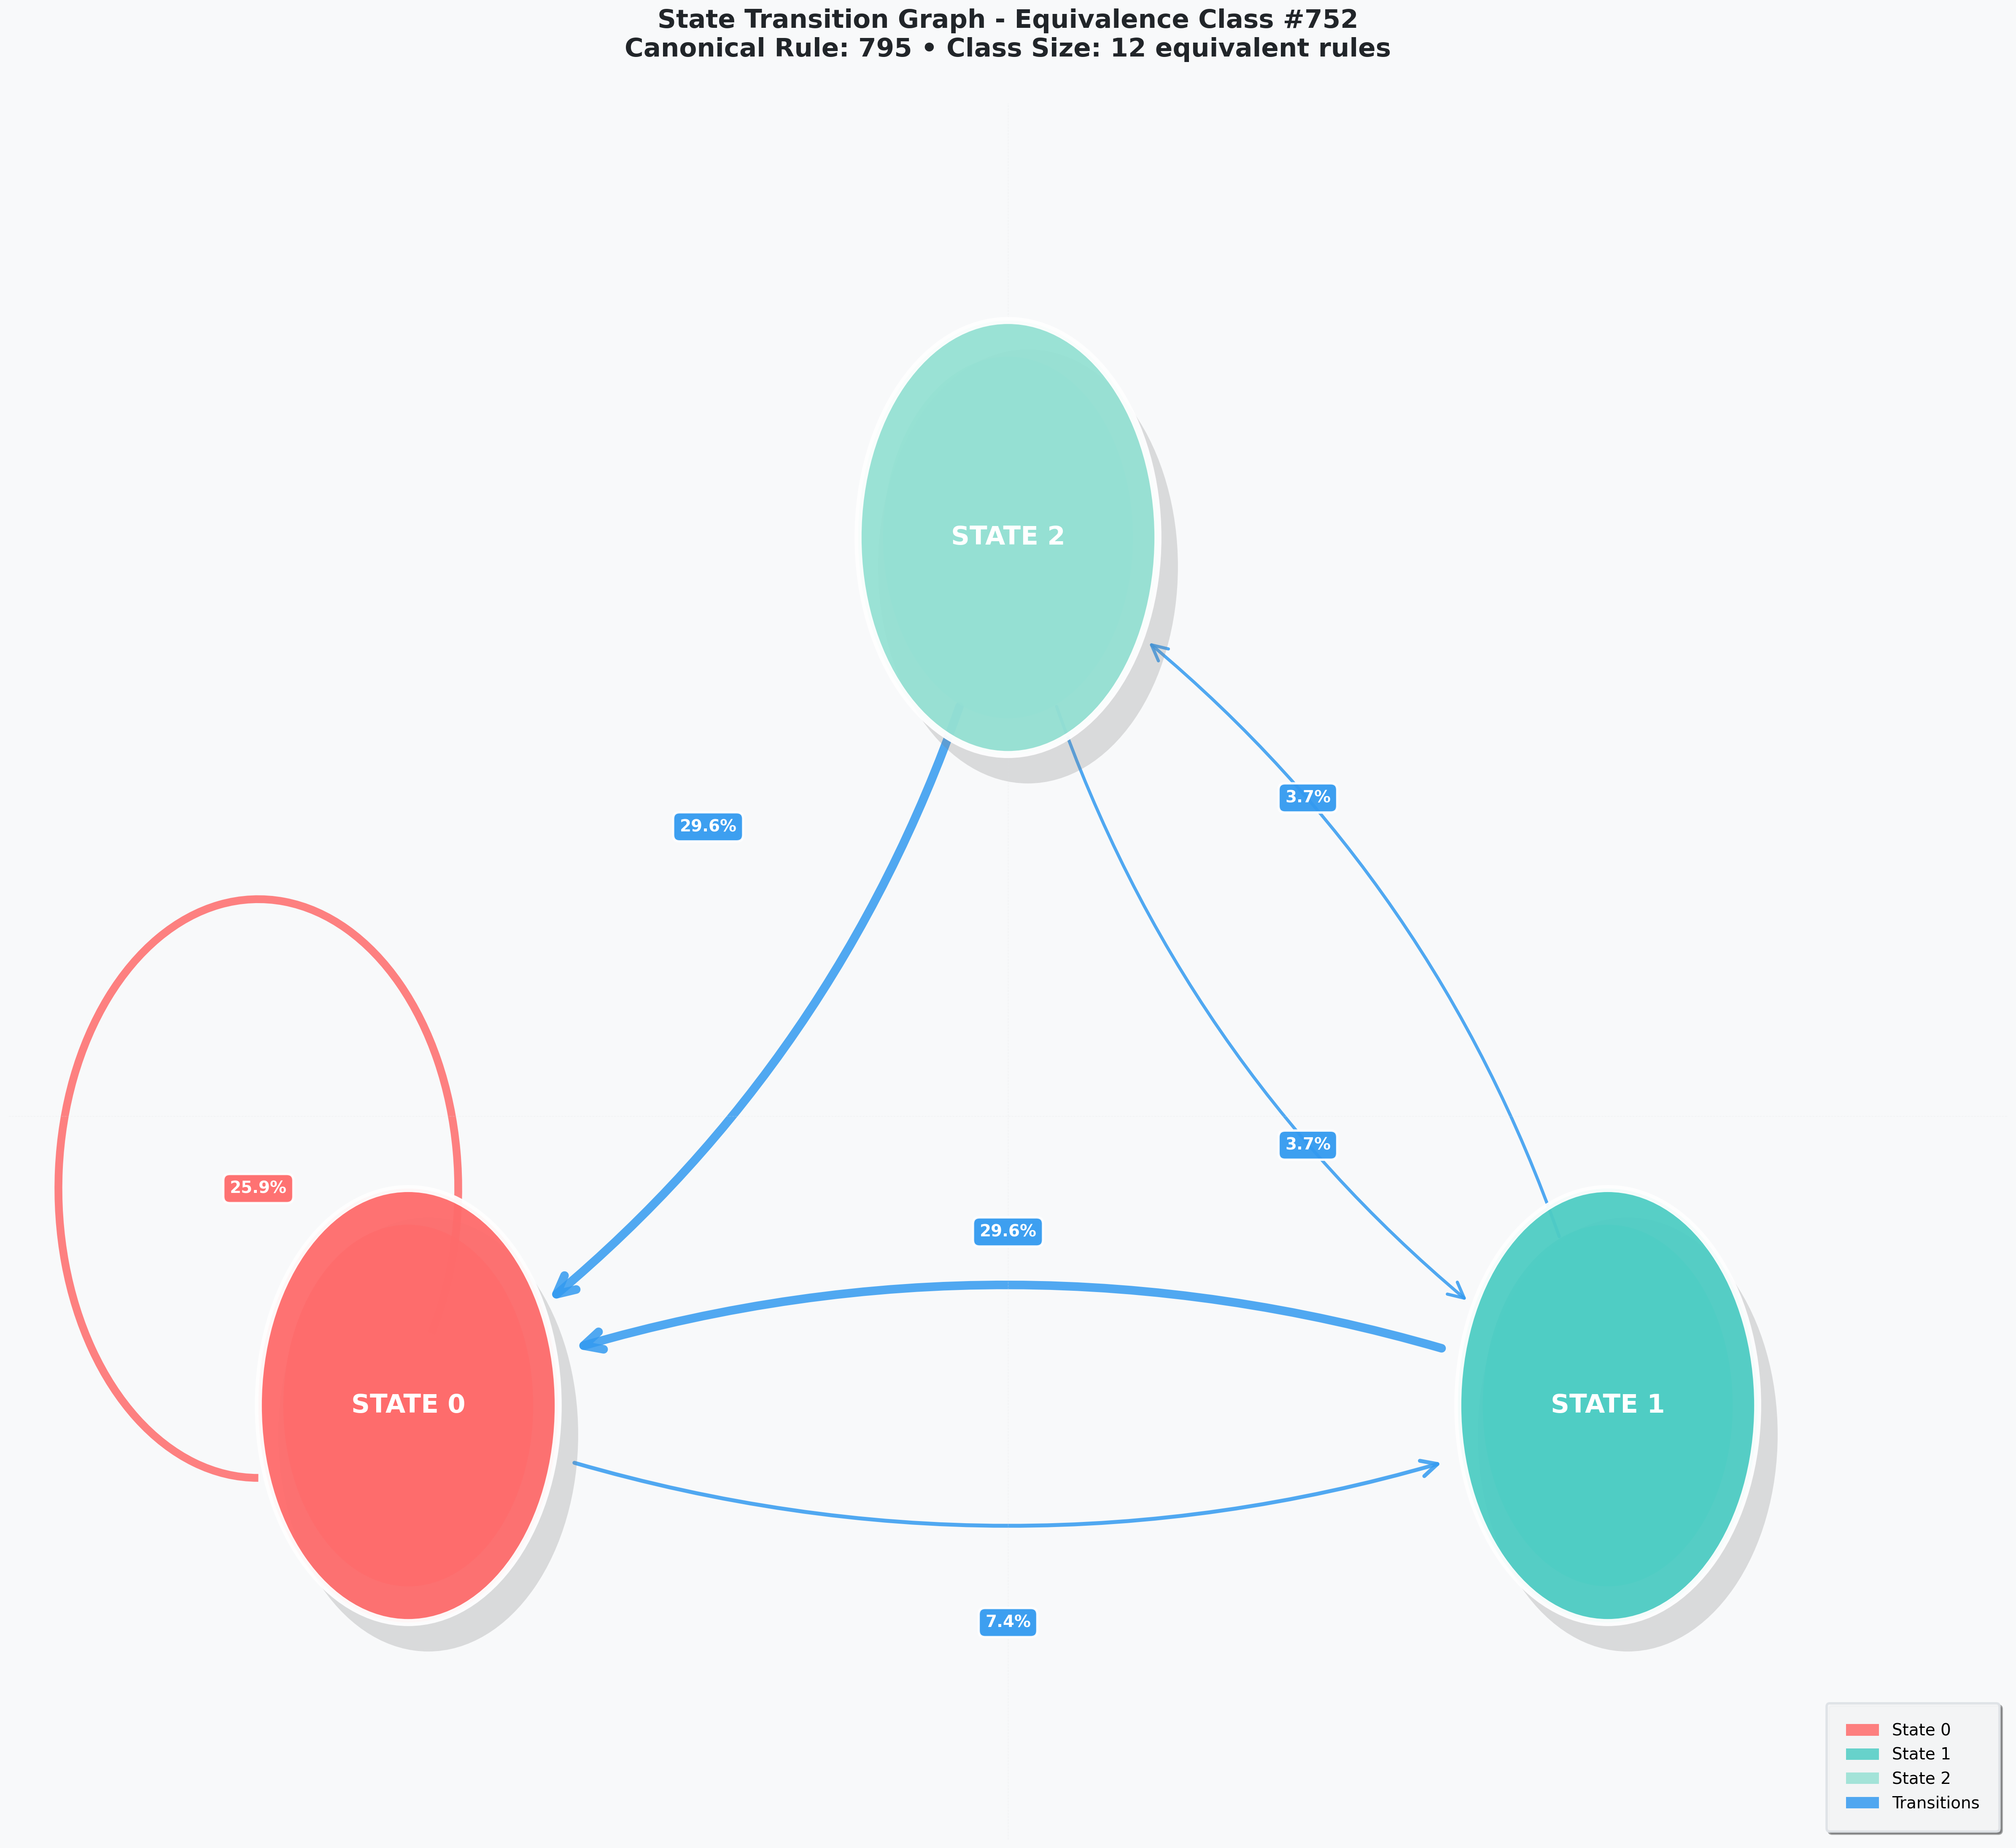 State Transition Graph - Equivalence Class #752
Canonical Rule: 795 • Class Size: 12 equivalent rules
STATE 2
3.7%
29.6%
3.7%
25.9%
29.6%
STATE 0
STATE 1
7.4%
State 0
State 1
State 2
Transitions